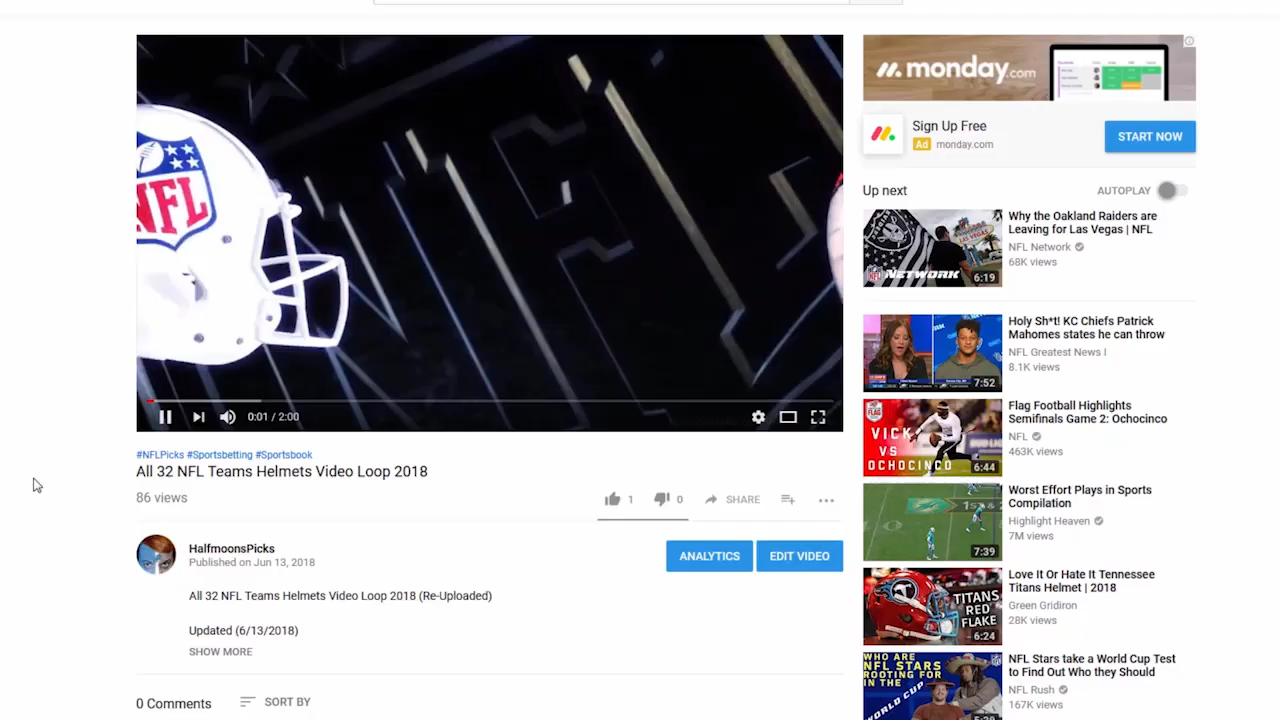 NFL
0:01 / 2:00
#NFLPicks #Sportsbetting #Sportsbook
All 32 NFL Teams Helmets Video Loop 2018
86 views
1
0
SHARE
HalfmoonsPicks
Published on Jun 13, 2018
ANALYTICS
EDIT VIDEO
All 32 NFL Teams Helmets Video Loop 2018 (Re-Uploaded)
Updated (6/13/2018)
SHOW MORE
0 Comments
SORT BY
monday.com
Sign Up Free
Ad monday.com
START NOW
Up next
AUTOPLAY
NFL NETWORK
6:19
Why the Oakland Raiders are
Leaving for Las Vegas | NFL
NFL Network
68K views
7:52
Holy Sh*t! KC Chiefs Patrick
Mahomes states he can throw
NFL Greatest News I
8.1K views
FLAG
VICK
VS
OCHOCINCO
6:44
Flag Football Highlights
Semifinals Game 2: Ochocinco
NFL
463K views
7:39
Worst Effort Plays in Sports
Compilation
Highlight Heaven
7M views
TITANS
RED
FLAKE
6:24
Love It Or Hate It Tennessee
Titans Helmet | 2018
Green Gridiron
28K views
WHO ARE
NFL STARS
ROOTING FOR
IN THE
WORLD CUP
NFL Stars take a World Cup Test
to Find Out Who they Should
NFL Rush
167K views